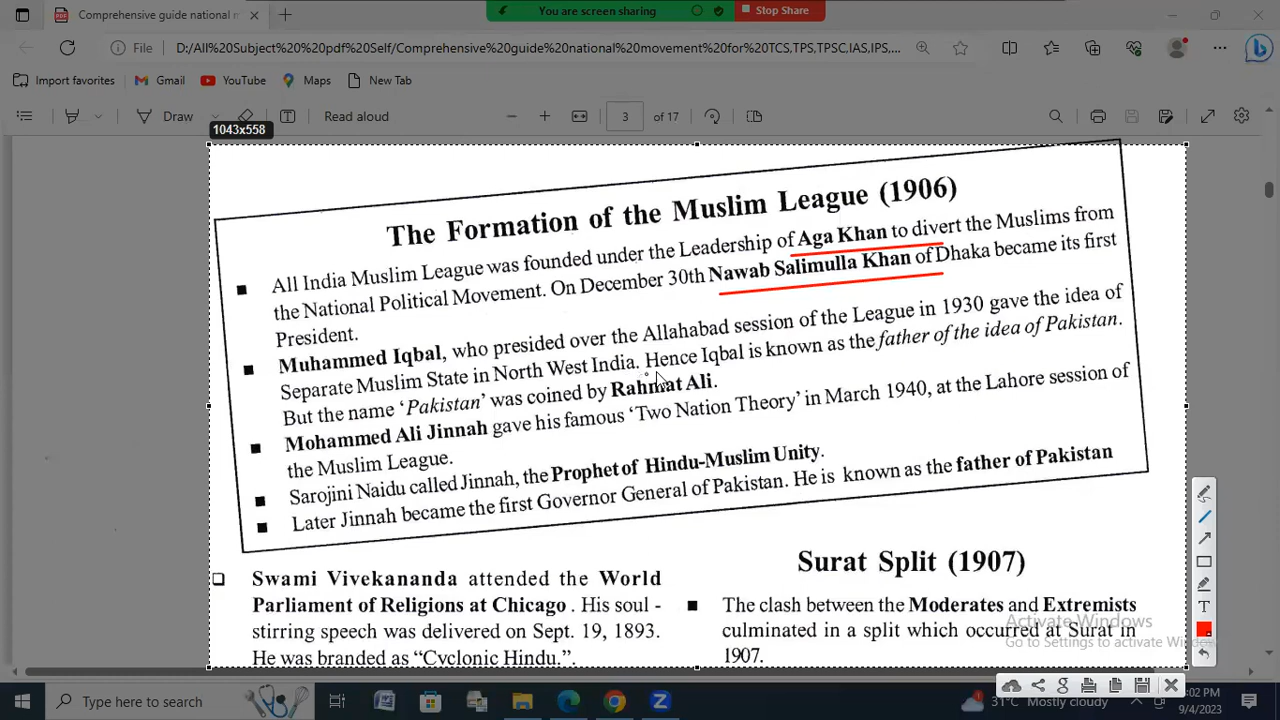 Comprehensive guide national m
You are screen sharing
Stop Share
File
D:/All%20Subject%20%20pdf%20Self/Comprehensive%20guide%20national%20movement%20for%20TCS,TPS,TPSC,IAS,IPS,...
Import favorites
Gmail
YouTube
Maps
New Tab
Draw
Read aloud
3
of 17
1043x558
The Formation of the Muslim League (1906)
All India Muslim League was founded under the Leadership of Aga Khan to divert the Muslims from
the National Political Movement. On December 30th Nawab Salimulla Khan of Dhaka became its first
President.
Muhammed Iqbal, who presided over the Allahabad session of the League in 1930 gave the idea of
Separate Muslim State in North West India. Hence Iqbal is known as the father of the idea of Pakistan.
But the name ‘Pakistan’ was coined by Rahmat Ali.
Mohammed Ali Jinnah gave his famous ‘Two Nation Theory’ in March 1940, at the Lahore session of
the Muslim League.
Sarojini Naidu called Jinnah, the Prophet of Hindu-Muslim Unity.
Later Jinnah became the first Governor General of Pakistan. He is known as the father of Pakistan
Swami Vivekananda attended the World
Parliament of Religions at Chicago . His soul -
stirring speech was delivered on Sept. 19, 1893.
He was branded as “Cyclonic Hindu.”.
Surat Split (1907)
The clash between the Moderates and Extremists
culminated in a split which occurred at Surat in
1907.
Activate Windows
Go to Settings to activate Window
Type here to search
31°C Mostly cloudy
:02 PM
9/4/2023